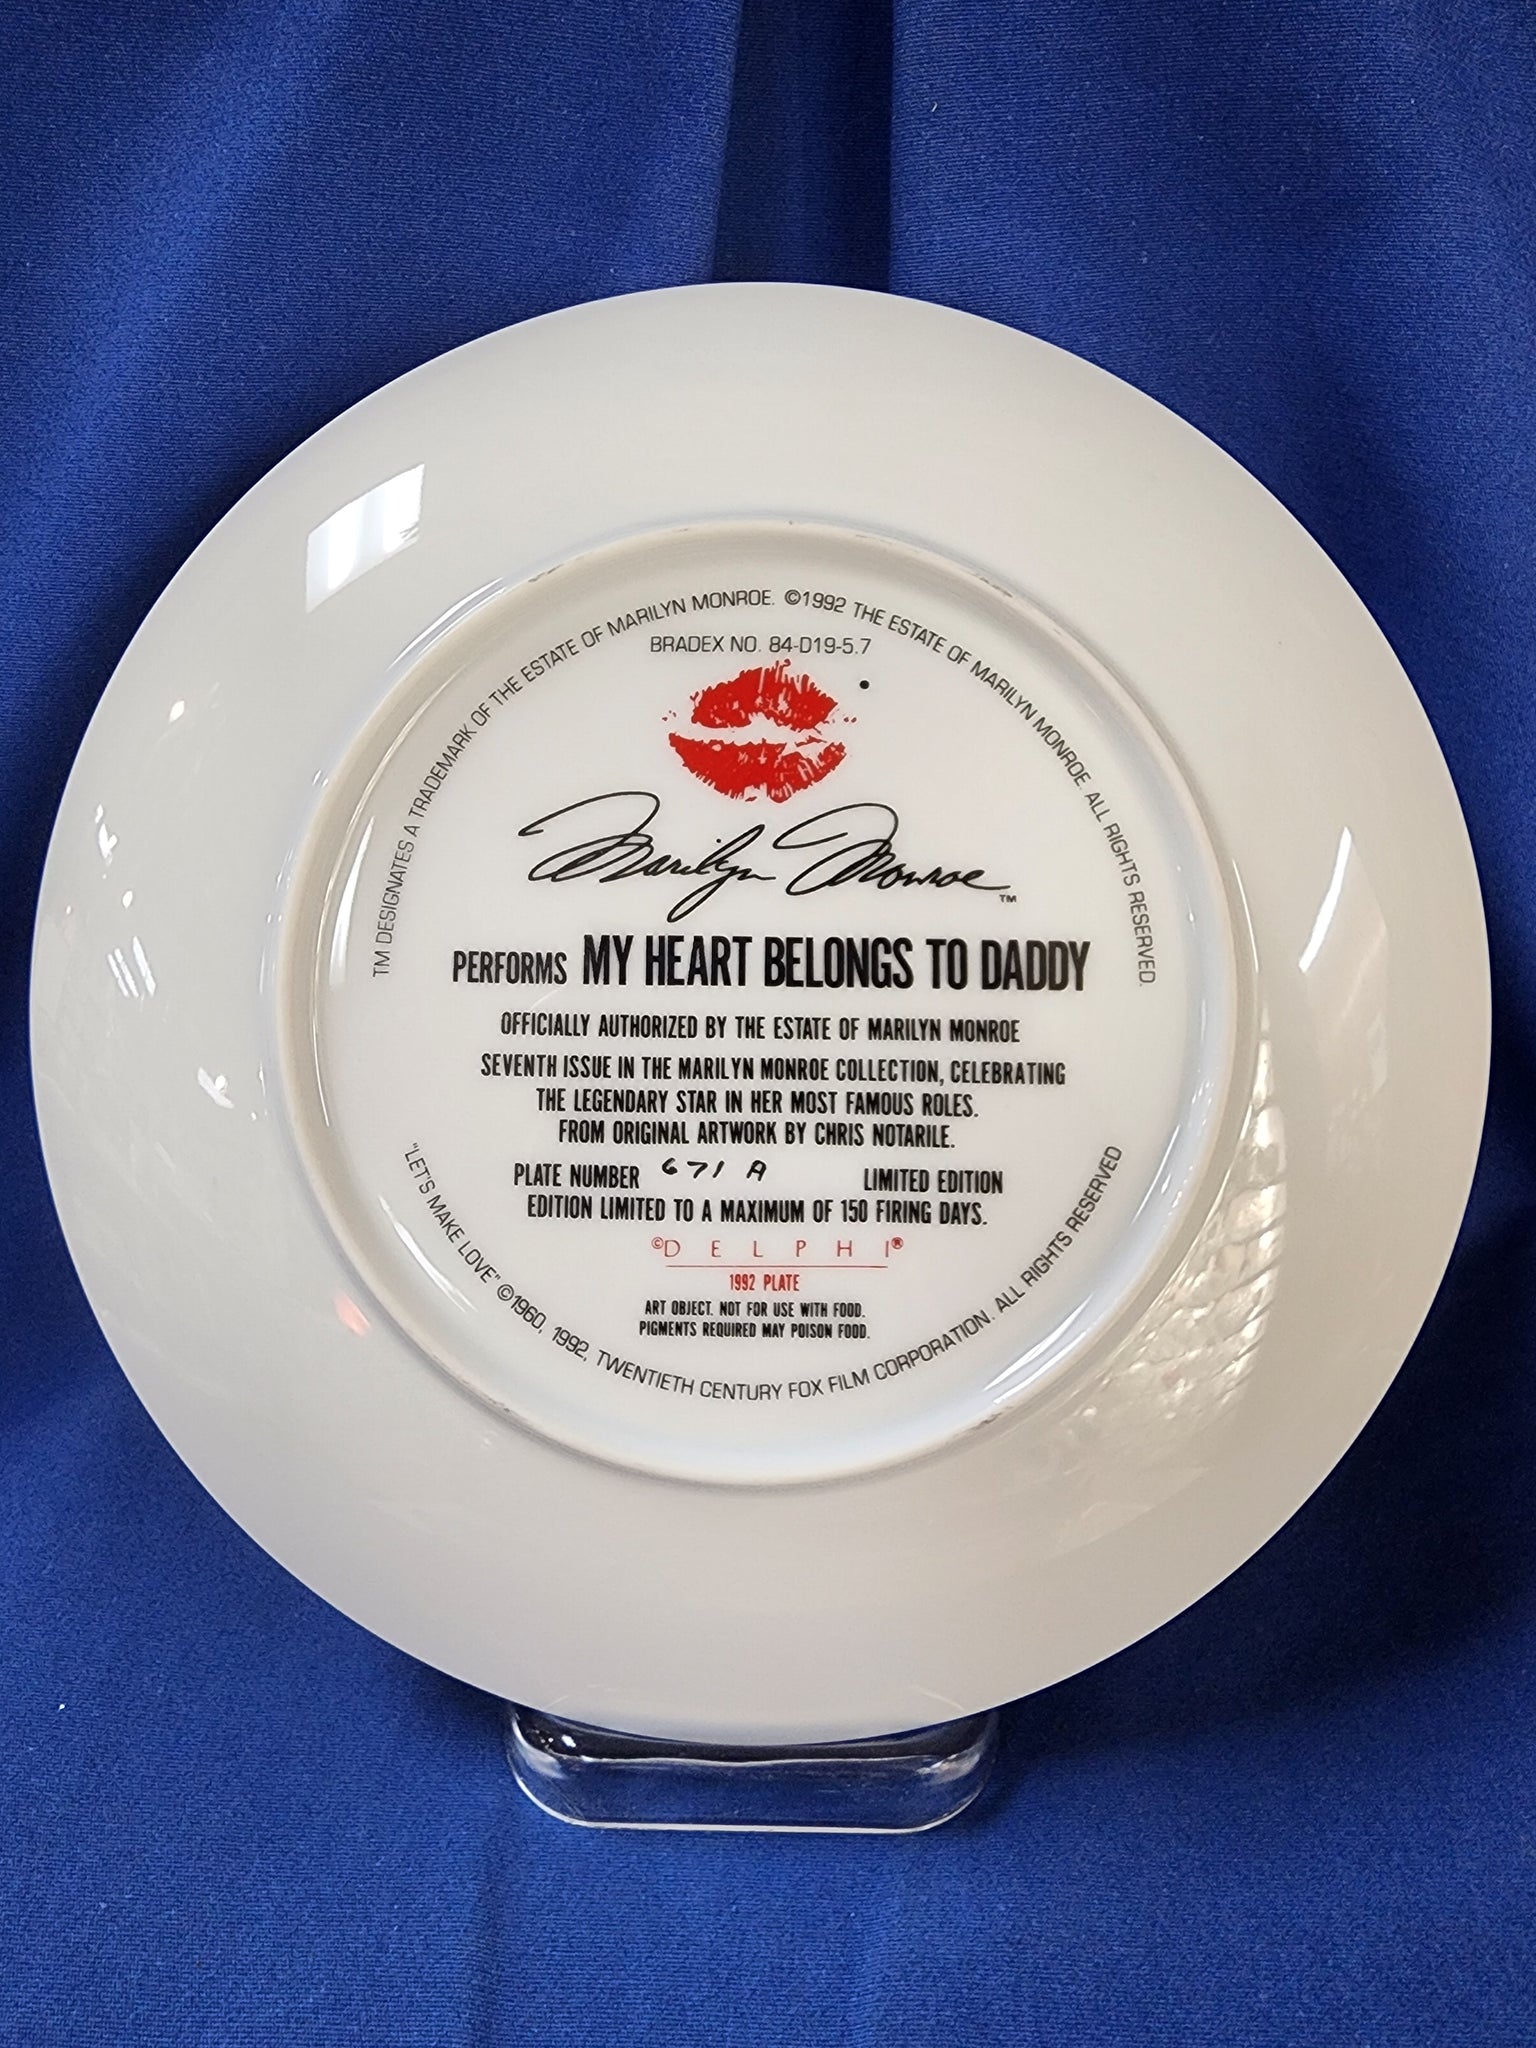 TM DESIGNATES A TRADEMARK OF THE ESTATE OF MARILYN MONROE. ©1992 THE ESTATE OF MARILYN MONROE. ALL RIGHTS RESERVED.
BRADEX NO. 84-D19-5.7
Marilyn Monroe™
PERFORMS MY HEART BELONGS TO DADDY
OFFICIALLY AUTHORIZED BY THE ESTATE OF MARILYN MONROE
SEVENTH ISSUE IN THE MARILYN MONROE COLLECTION, CELEBRATING
THE LEGENDARY STAR IN HER MOST FAMOUS ROLES.
FROM ORIGINAL ARTWORK BY CHRIS NOTARILE.
PLATE NUMBER 671 A LIMITED EDITION
EDITION LIMITED TO A MAXIMUM OF 150 FIRING DAYS.
©DELPHI®
1992 PLATE
ART OBJECT. NOT FOR USE WITH FOOD.
PIGMENTS REQUIRED MAY POISON FOOD.
"LET'S MAKE LOVE" ©1960, 1992, TWENTIETH CENTURY FOX FILM CORPORATION. ALL RIGHTS RESERVED